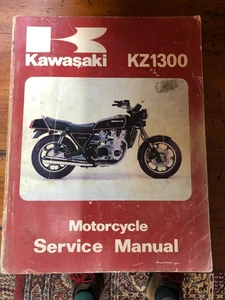 Kawasaki KZ1300
Motorcycle
Service Manual